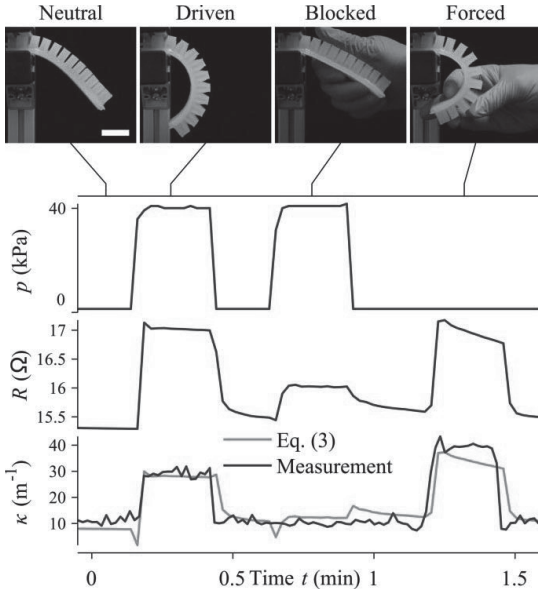 Neutral Driven Blocked Forced
40
p (kPa)
0
17
16.5
R (Ω)
16
15.5
Eq. (3)
40
Measurement
30
κ (m⁻¹)
20
10
0 0.5 Time t (min) 1 1.5